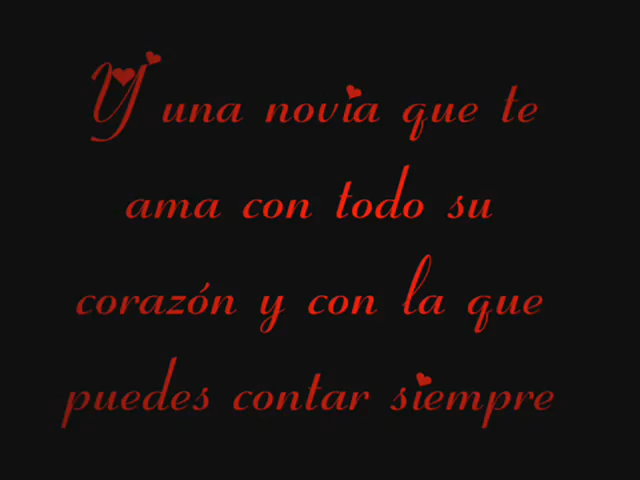 Y una novia que te
ama con todo su
corazón y con la que
puedes contar siempre